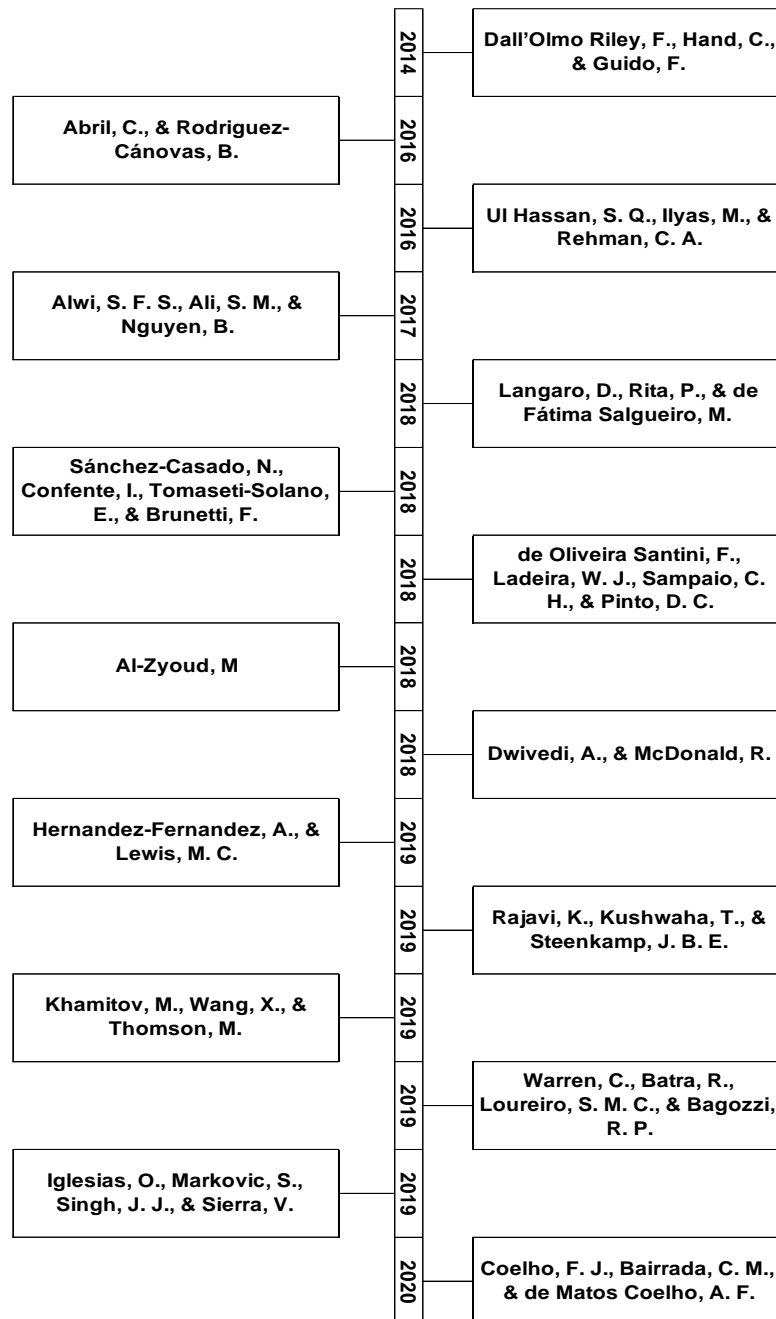 2014
Dall'Olmo Riley, F., Hand, C.,
& Guido, F.
Abril, C., & Rodriguez-
Cánovas, B.
2016
2016
Ul Hassan, S. Q., Ilyas, M., &
Rehman, C. A.
Alwi, S. F. S., Ali, S. M., &
Nguyen, B.
2017
2018
Langaro, D., Rita, P., & de
Fátima Salgueiro, M.
Sánchez-Casado, N.,
Confente, I., Tomaseti-Solano,
E., & Brunetti, F.
2018
2018
de Oliveira Santini, F.,
Ladeira, W. J., Sampaio, C.
H., & Pinto, D. C.
Al-Zyoud, M
2018
2018
Dwivedi, A., & McDonald, R.
Hernandez-Fernandez, A., &
Lewis, M. C.
2019
2019
Rajavi, K., Kushwaha, T., &
Steenkamp, J. B. E.
Khamitov, M., Wang, X., &
Thomson, M.
2019
2019
Warren, C., Batra, R.,
Loureiro, S. M. C., & Bagozzi,
R. P.
Iglesias, O., Markovic, S.,
Singh, J. J., & Sierra, V.
2019
2020
Coelho, F. J., Bairrada, C. M.,
& de Matos Coelho, A. F.